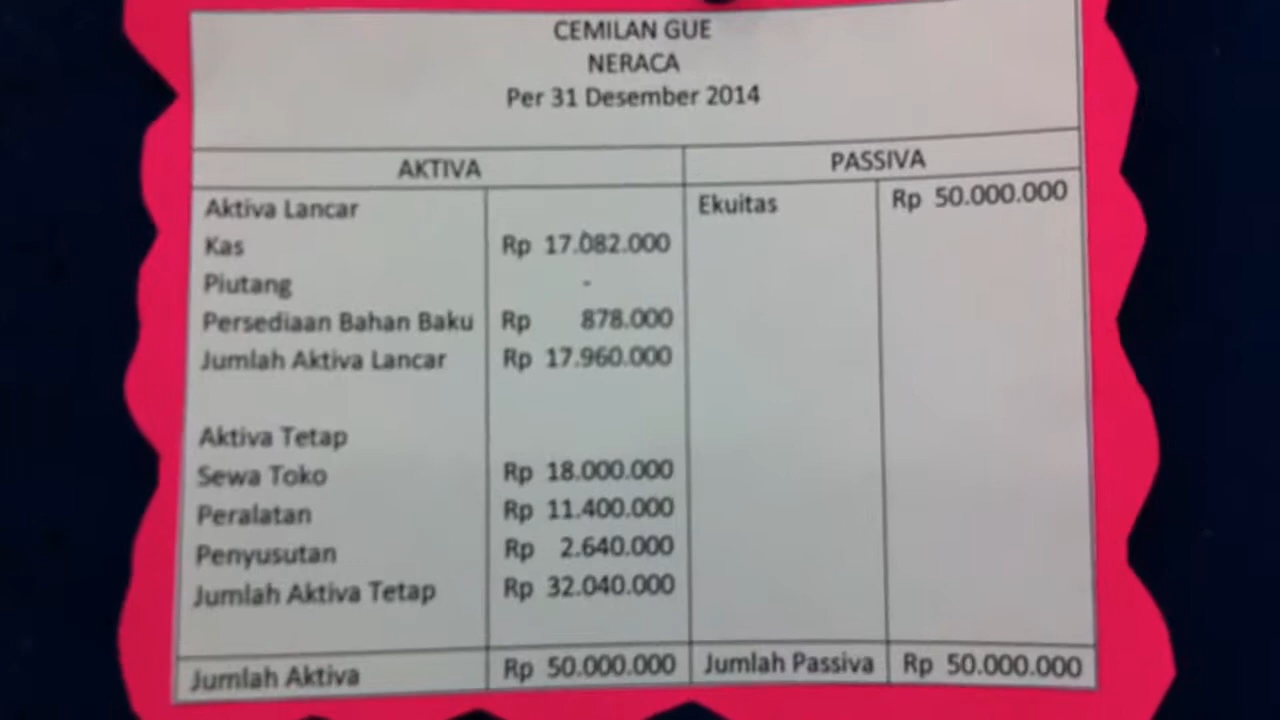 CEMILAN GUE
NERACA
Per 31 Desember 2014
AKTIVA PASSIVA
Aktiva Lancar Ekuitas Rp 50.000.000
Kas Rp 17.082.000
Piutang -
Persediaan Bahan Baku Rp 878.000
Jumlah Aktiva Lancar Rp 17.960.000
Aktiva Tetap
Sewa Toko Rp 18.000.000
Peralatan Rp 11.400.000
Penyusutan Rp 2.640.000
Jumlah Aktiva Tetap Rp 32.040.000
Jumlah Aktiva Rp 50.000.000 Jumlah Passiva Rp 50.000.000